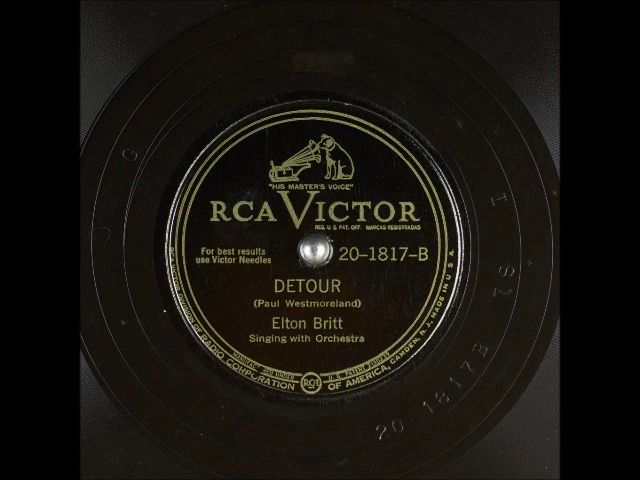 "HIS MASTER'S VOICE"
RCA VICTOR
REG. U. S. PAT. OFF. MARCAS REGISTRADAS
For best results
use Victor Needles
20-1817-B
DETOUR
(Paul Westmoreland)
Elton Britt
Singing with Orchestra
RADIO CORPORATION RCA OF AMERICA, CAMDEN, N. J. MADE IN U.S.A.
20-1817B